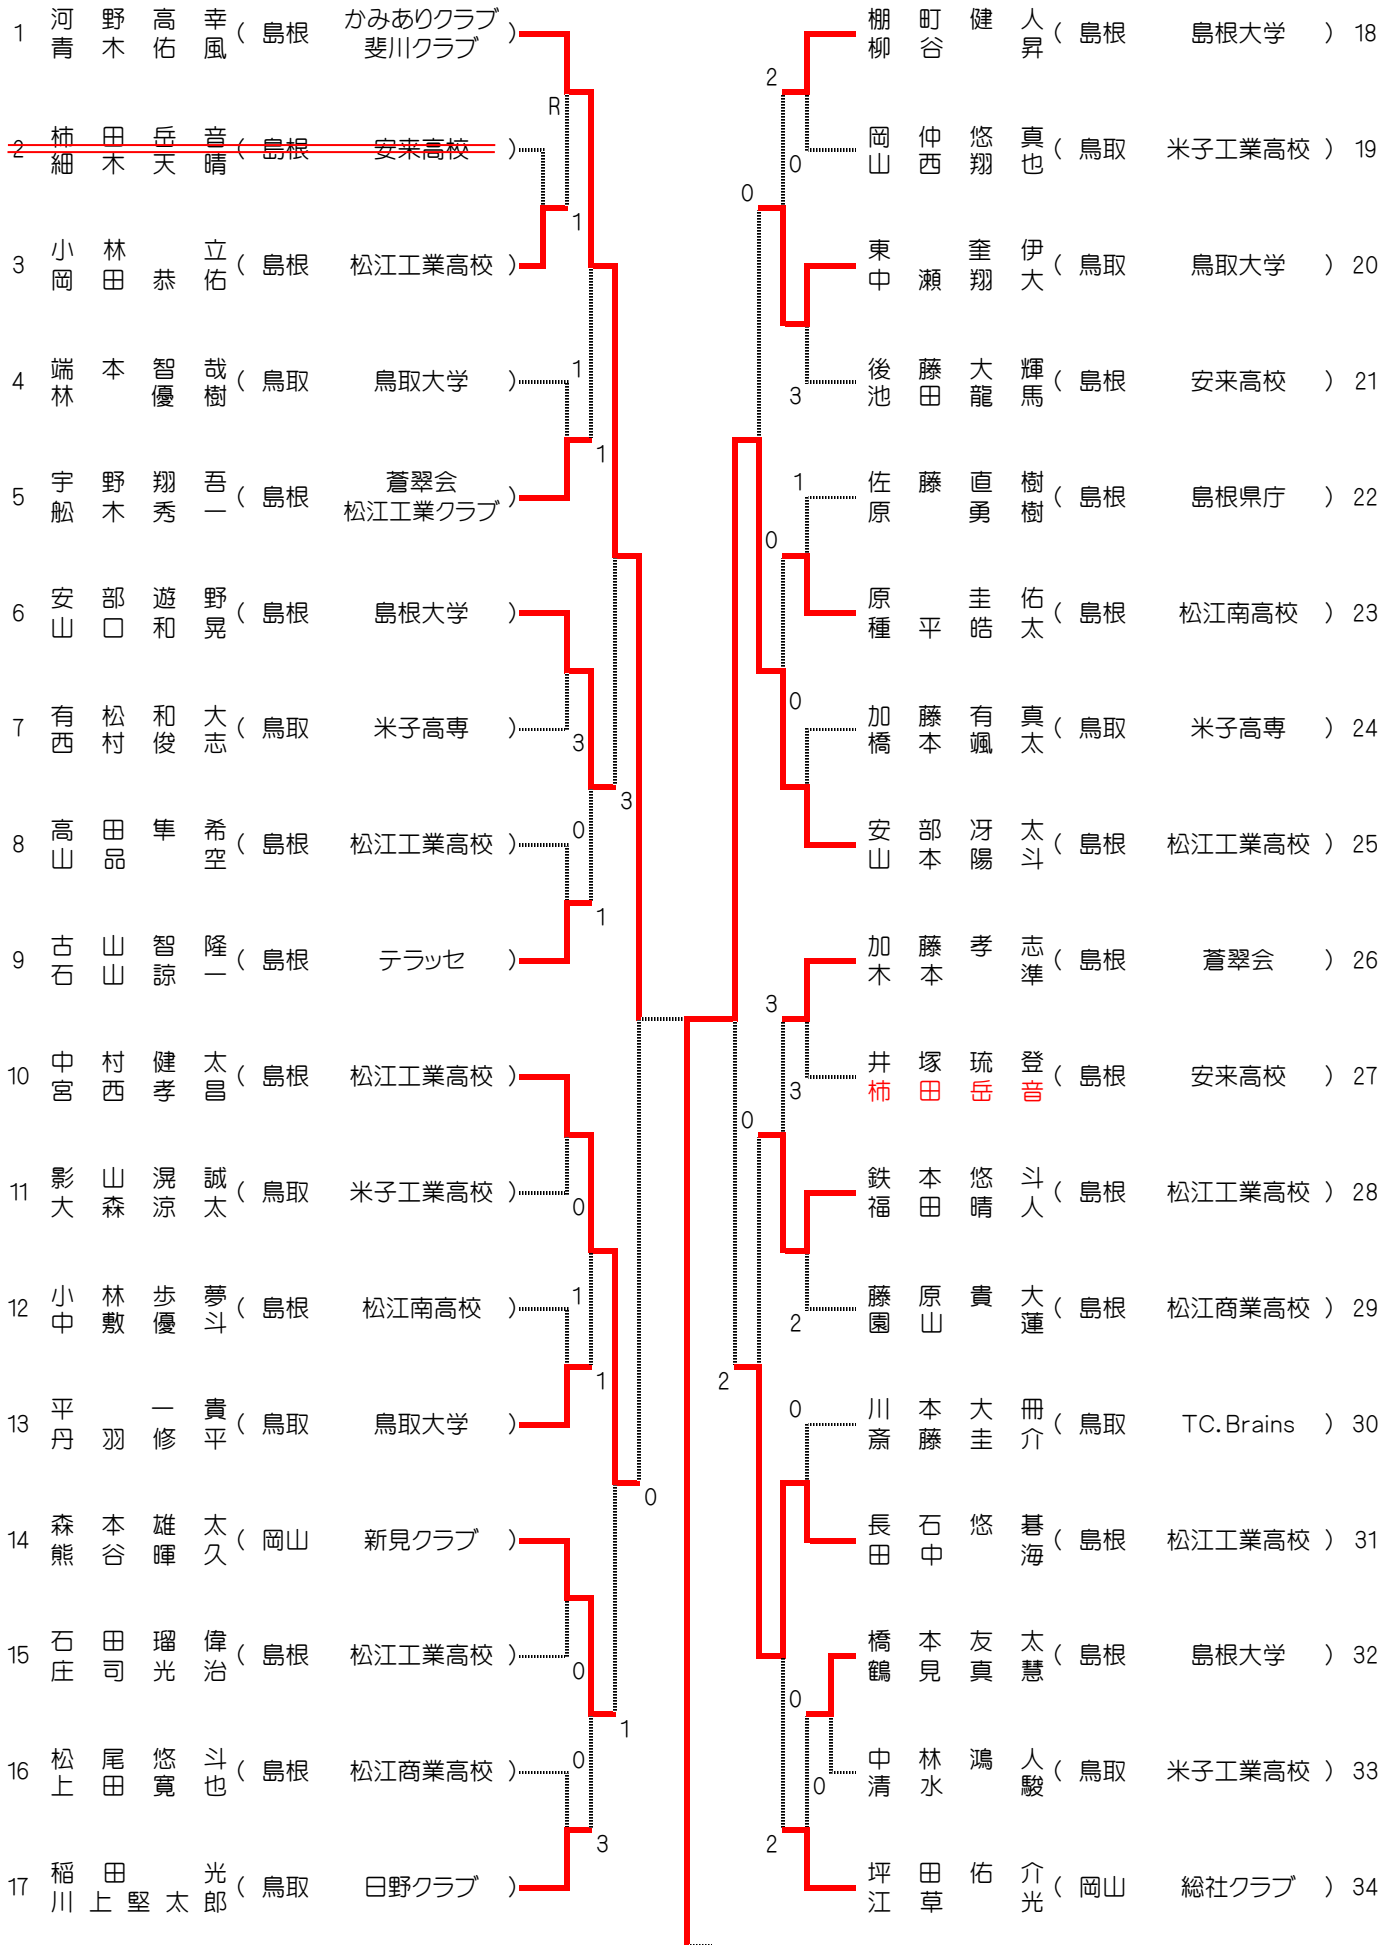 1 河野高幸 ( 島根 かみありクラブ )
青木佑風 斐川クラブ
2 柿田岳音 ( 島根 安来高校 )
細木天晴
3 小林立 ( 島根 松江工業高校 )
岡田恭佑
4 端本智哉 ( 鳥取 鳥取大学 )
林優樹
5 宇野翔吾 ( 島根 蒼翠会 )
舩木秀一 松江工業クラブ
6 安部遊野 ( 島根 島根大学 )
山口和晃
7 有松和大 ( 鳥取 米子高専 )
西村俊志
8 高田隼希 ( 島根 松江工業高校 )
山品空
9 古山智隆 ( 島根 テラッセ )
石山諒一
10 中村健太 ( 島根 松江工業高校 )
宮西孝昌
11 影山滉誠 ( 鳥取 米子工業高校 )
大森涼太
12 小林歩夢 ( 島根 松江南高校 )
中敷優斗
13 平一貴 ( 鳥取 鳥取大学 )
丹羽修平
14 森本雄太 ( 岡山 新見クラブ )
熊谷暉久
15 石田瑠偉 ( 島根 松江工業高校 )
庄司光治
16 松尾悠斗 ( 島根 松江商業高校 )
上田寛也
17 稲田光 ( 鳥取 日野クラブ )
川上堅太郎
R
1
1
1
3
3
0
1
0
1
1
0
0
1
0
3
棚町健人 ( 島根 島根大学 ) 18
柳谷昇
岡仲悠真 ( 鳥取 米子工業高校 ) 19
山西翔也
東奎伊 ( 鳥取 鳥取大学 ) 20
中瀬翔大
後藤大輝 ( 島根 安来高校 ) 21
池田龍馬
佐藤直樹 ( 島根 島根県庁 ) 22
原勇樹
原圭佑 ( 島根 松江南高校 ) 23
種平皓太
加藤有真 ( 鳥取 米子高専 ) 24
橋本颯太
安部冴太 ( 島根 松江工業高校 ) 25
山本陽斗
加藤孝志 ( 島根 蒼翠会 ) 26
木本準
井塚琉登 ( 島根 安来高校 ) 27
柿田岳音
鉄本悠斗 ( 島根 松江工業高校 ) 28
福田晴人
藤原貴大 ( 島根 松江商業高校 ) 29
園山蓮
川本大冊 ( 鳥取 TC.Brains ) 30
斎藤圭介
長石悠碁 ( 島根 松江工業高校 ) 31
田中海
橋本友太 ( 島根 島根大学 ) 32
鶴見真慧
中林鴻人 ( 鳥取 米子工業高校 ) 33
清水駿
坪田佑介 ( 岡山 総社クラブ ) 34
江草光
2
0
0
3
1
0
0
3
3
0
2
2
0
0
0
2